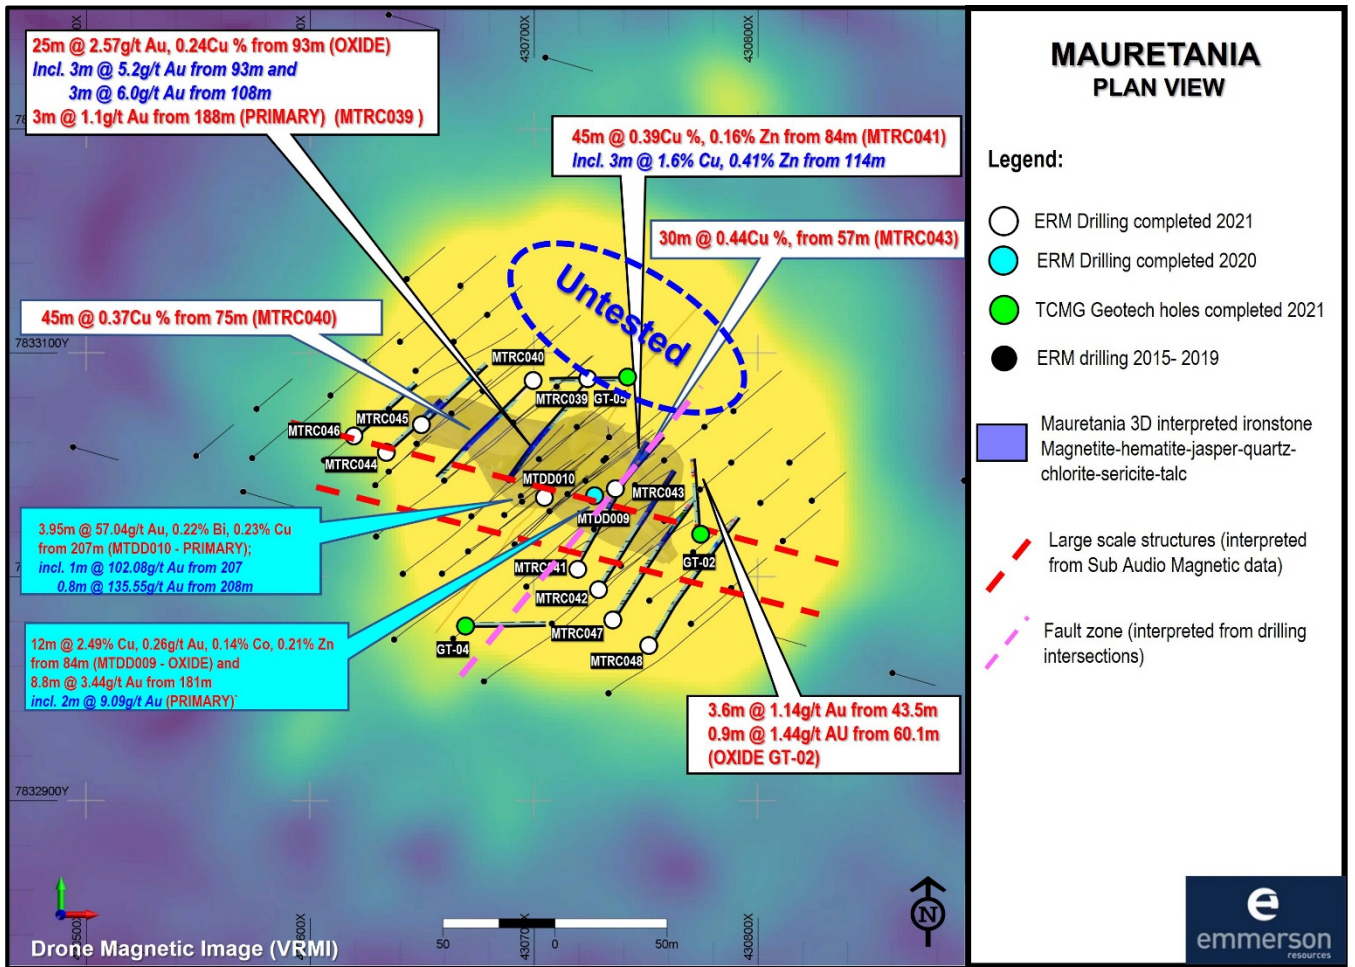 MAURETANIA
PLAN VIEW
Legend:
ERM Drilling completed 2021
ERM Drilling completed 2020
TCMG Geotech holes completed 2021
ERM drilling 2015- 2019
Mauretania 3D interpreted ironstone
Magnetite-hematite-jasper-quartz-
chlorite-sericite-talc
Large scale structures (interpreted
from Sub Audio Magnetic data)
Fault zone (interpreted from drilling
intersections)
emmerson
resources
430700X
430800X
25m @ 2.57g/t Au, 0.24Cu % from 93m (OXIDE)
Incl. 3m @ 5.2g/t Au from 93m and
3m @ 6.0g/t Au from 108m
3m @ 1.1g/t Au from 188m (PRIMARY) (MTRC039 )
45m @ 0.39Cu %, 0.16% Zn from 84m (MTRC041)
Incl. 3m @ 1.6% Cu, 0.41% Zn from 114m
30m @ 0.44Cu %, from 57m (MTRC043)
Untested
45m @ 0.37Cu % from 75m (MTRC040)
7833100Y
MTRC040
MTRC039
GT-05
MTRC045
MTRC046
MTRC044
MTDD010
MTRC043
MTDD009
3.95m @ 57.04g/t Au, 0.22% Bi, 0.23% Cu
from 207m (MTDD010 - PRIMARY);
incl. 1m @ 102.08g/t Au from 207
0.8m @ 135.55g/t Au from 208m
GT-02
MTRC042
MTRC047
GT-04
MTRC048
12m @ 2.49% Cu, 0.26g/t Au, 0.14% Co, 0.21% Zn
from 84m (MTDD009 - OXIDE) and
8.8m @ 3.44g/t Au from 181m
incl. 2m @ 9.09g/t Au (PRIMARY)`
3.6m @ 1.14g/t Au from 43.5m
0.9m @ 1.44g/t AU from 60.1m
(OXIDE GT-02)
7832900Y
N
50
0
50m
Drone Magnetic Image (VRMI)